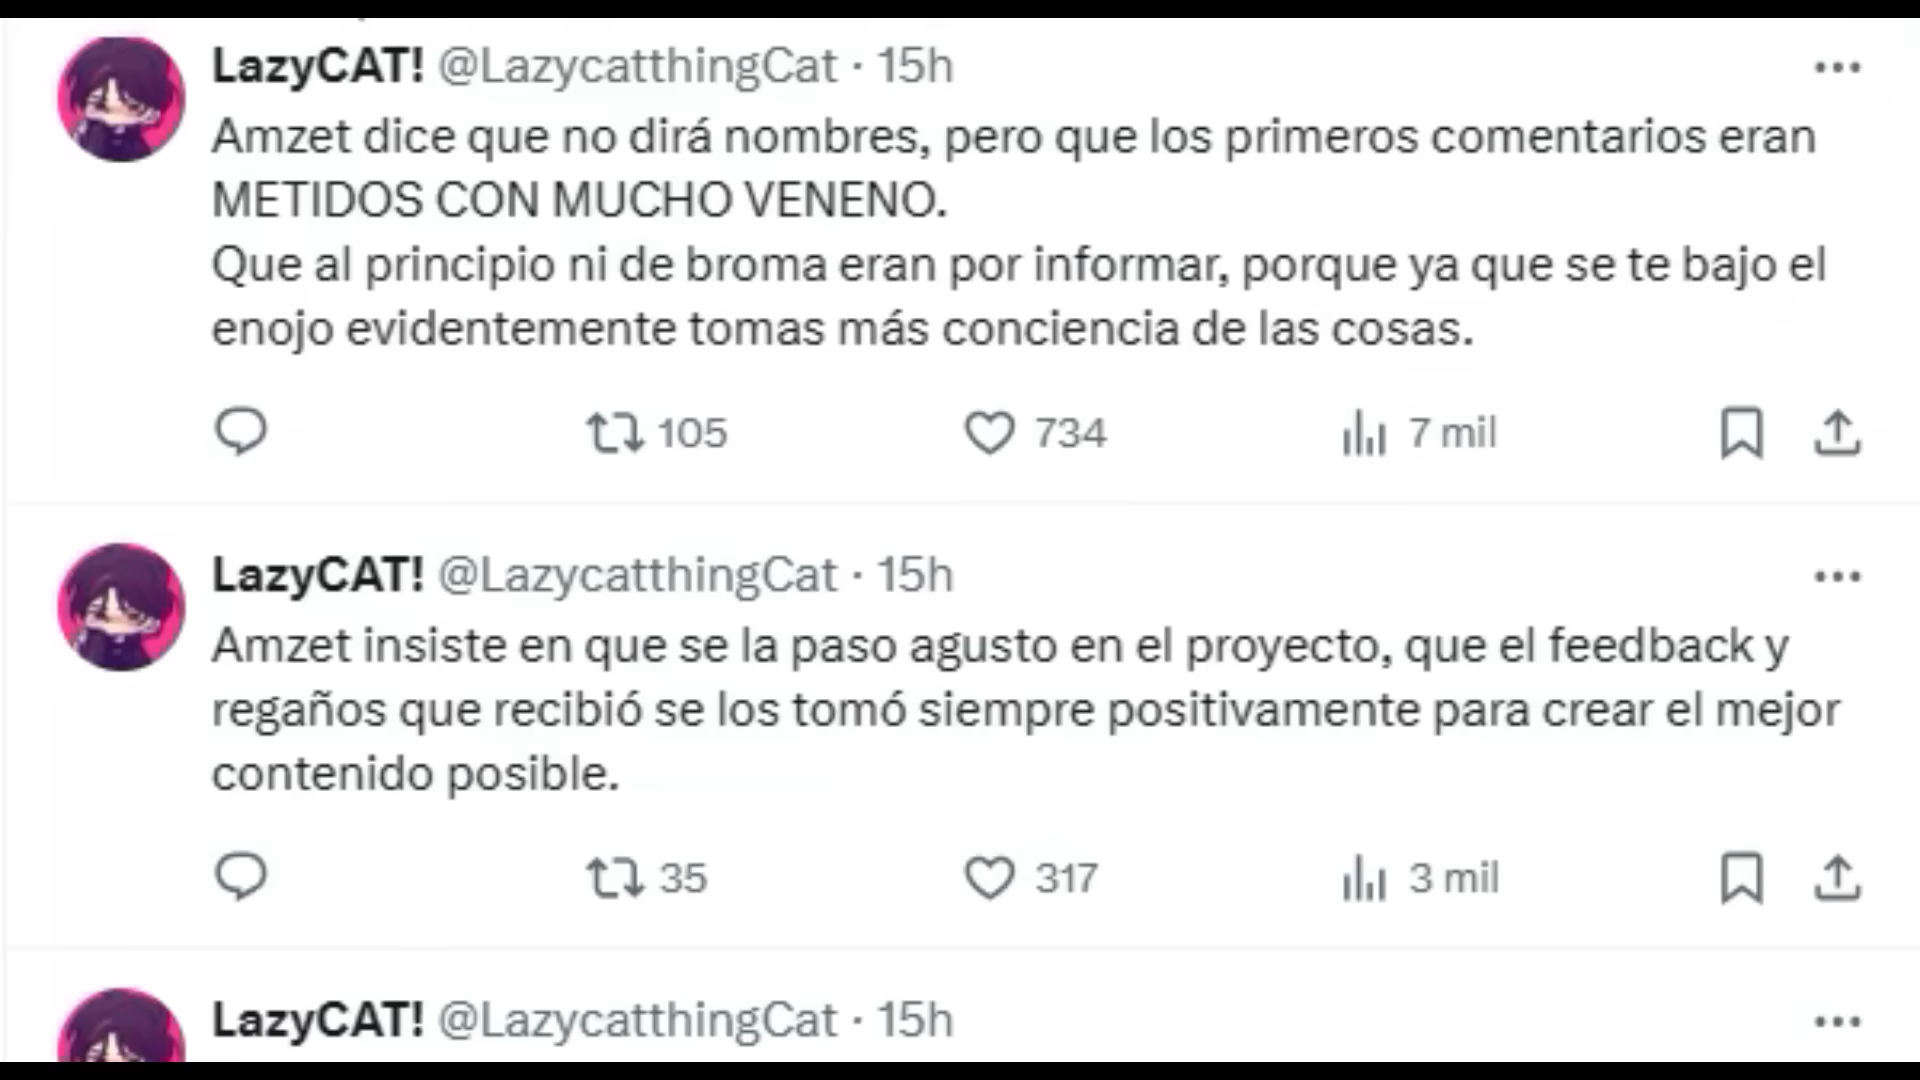 LazyCAT! @LazycatthingCat · 15h
Amzet dice que no dirá nombres, pero que los primeros comentarios eran
METIDOS CON MUCHO VENENO.
Que al principio ni de broma eran por informar, porque ya que se te bajo el
enojo evidentemente tomas más conciencia de las cosas.
105 734 7 mil
LazyCAT! @LazycatthingCat · 15h
Amzet insiste en que se la paso agusto en el proyecto, que el feedback y
regaños que recibió se los tomó siempre positivamente para crear el mejor
contenido posible.
35 317 3 mil
LazyCAT! @LazycatthingCat · 15h